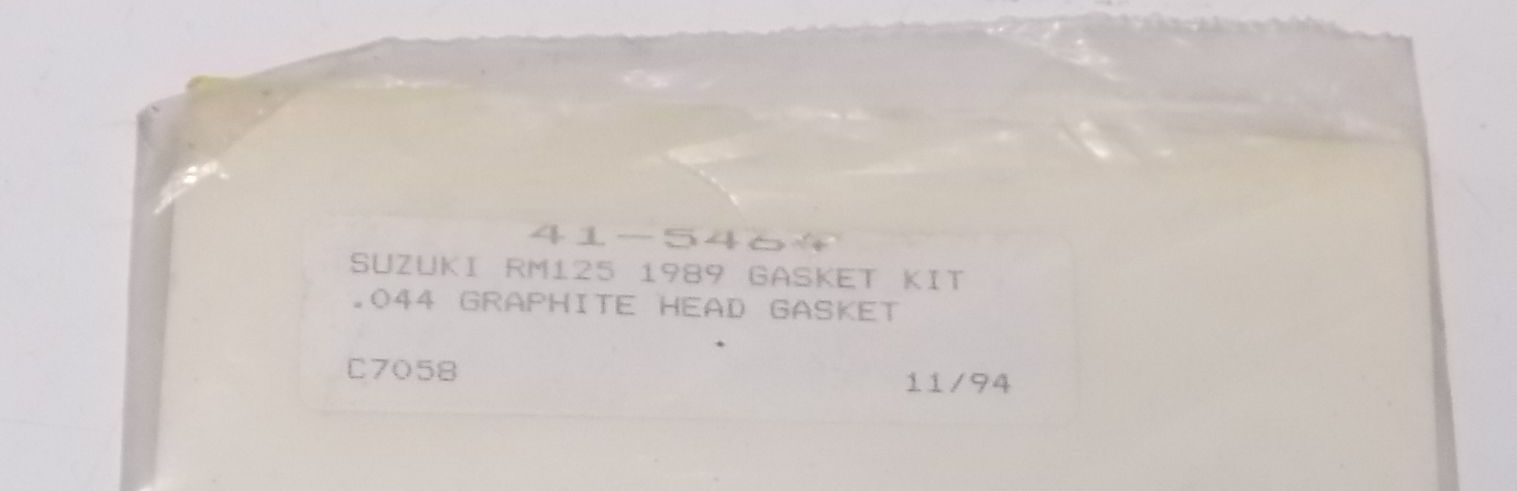 SUZUKI RM125 1989 GASKET KIT
.044 GRAPHITE HEAD GASKET
C7058 11/94